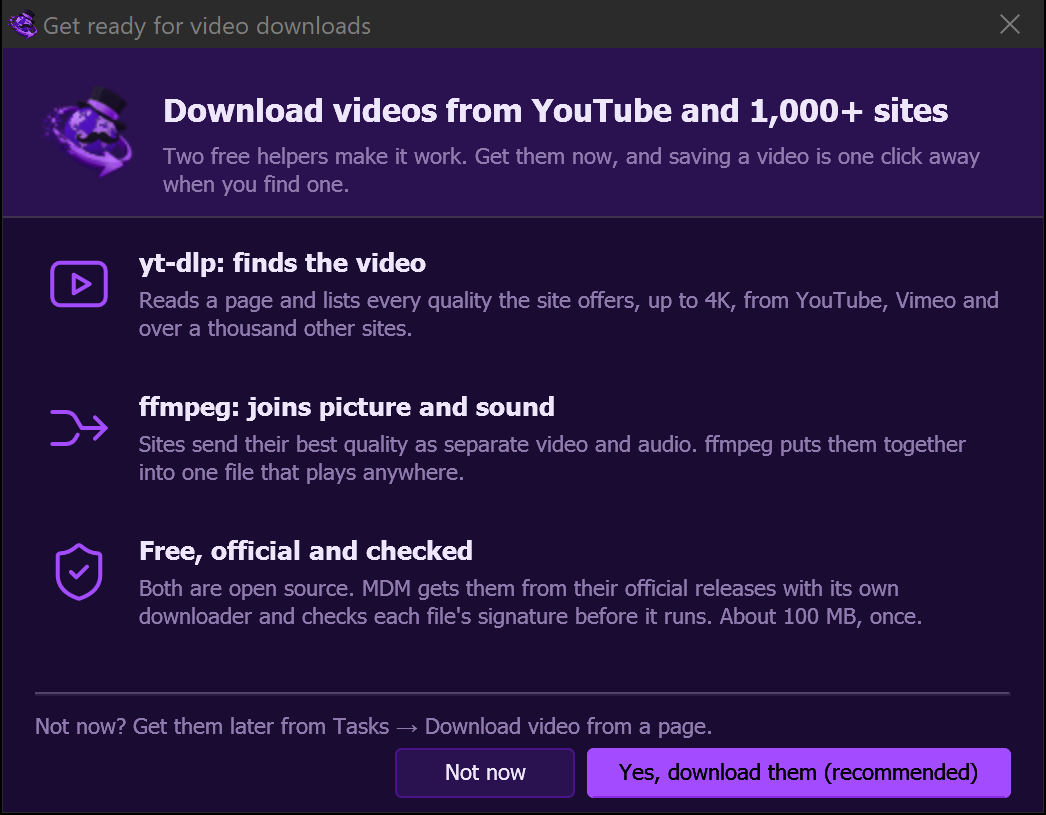 Get ready for video downloads
Download videos from YouTube and 1,000+ sites
Two free helpers make it work. Get them now, and saving a video is one click away
when you find one.
yt-dlp: finds the video
Reads a page and lists every quality the site offers, up to 4K, from YouTube, Vimeo and
over a thousand other sites.
ffmpeg: joins picture and sound
Sites send their best quality as separate video and audio. ffmpeg puts them together
into one file that plays anywhere.
Free, official and checked
Both are open source. MDM gets them from their official releases with its own
downloader and checks each file's signature before it runs. About 100 MB, once.
Not now? Get them later from Tasks → Download video from a page.
Not now
Yes, download them (recommended)